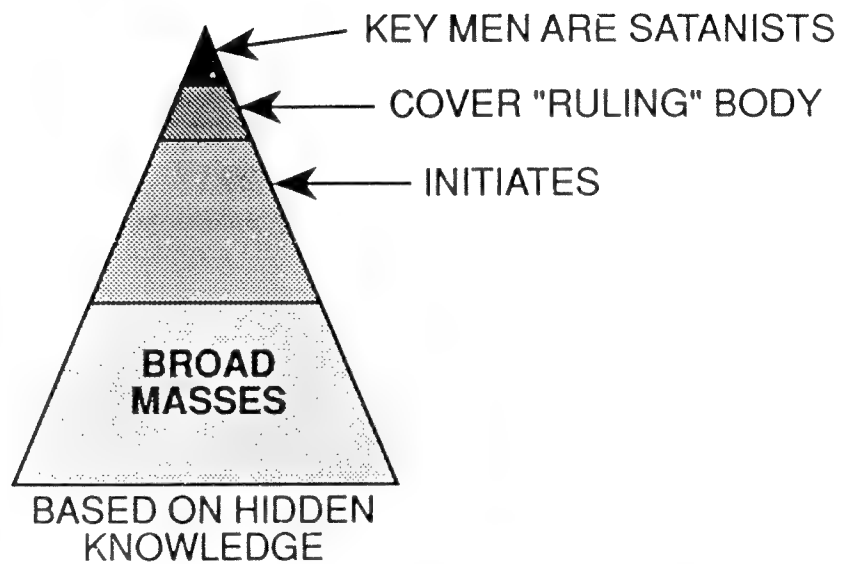 KEY MEN ARE SATANISTS
COVER "RULING" BODY
INITIATES
BROAD
MASSES
BASED ON HIDDEN
KNOWLEDGE